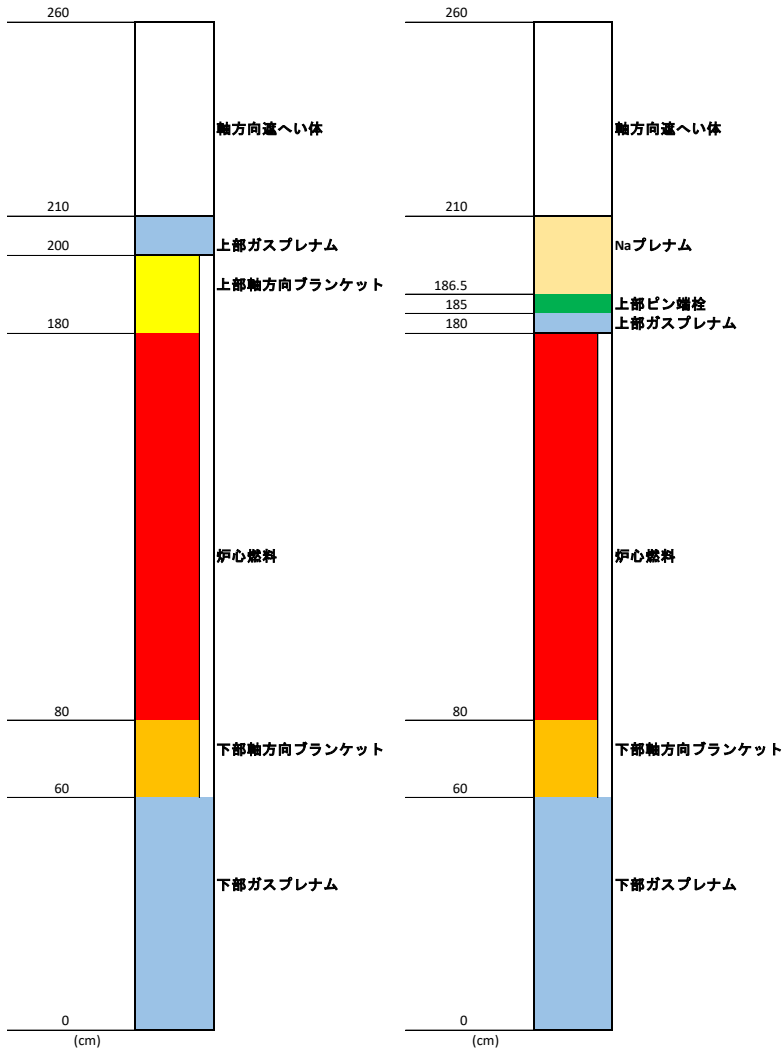 260
軸方向遮へい体
210
上部ガスプレナム
200
上部軸方向ブランケット
180
炉心燃料
80
下部軸方向ブランケット
60
下部ガスプレナム
0
(cm)
260
軸方向遮へい体
210
Naプレナム
186.5
上部ピン端栓
185
上部ガスプレナム
180
炉心燃料
80
下部軸方向ブランケット
60
下部ガスプレナム
0
(cm)